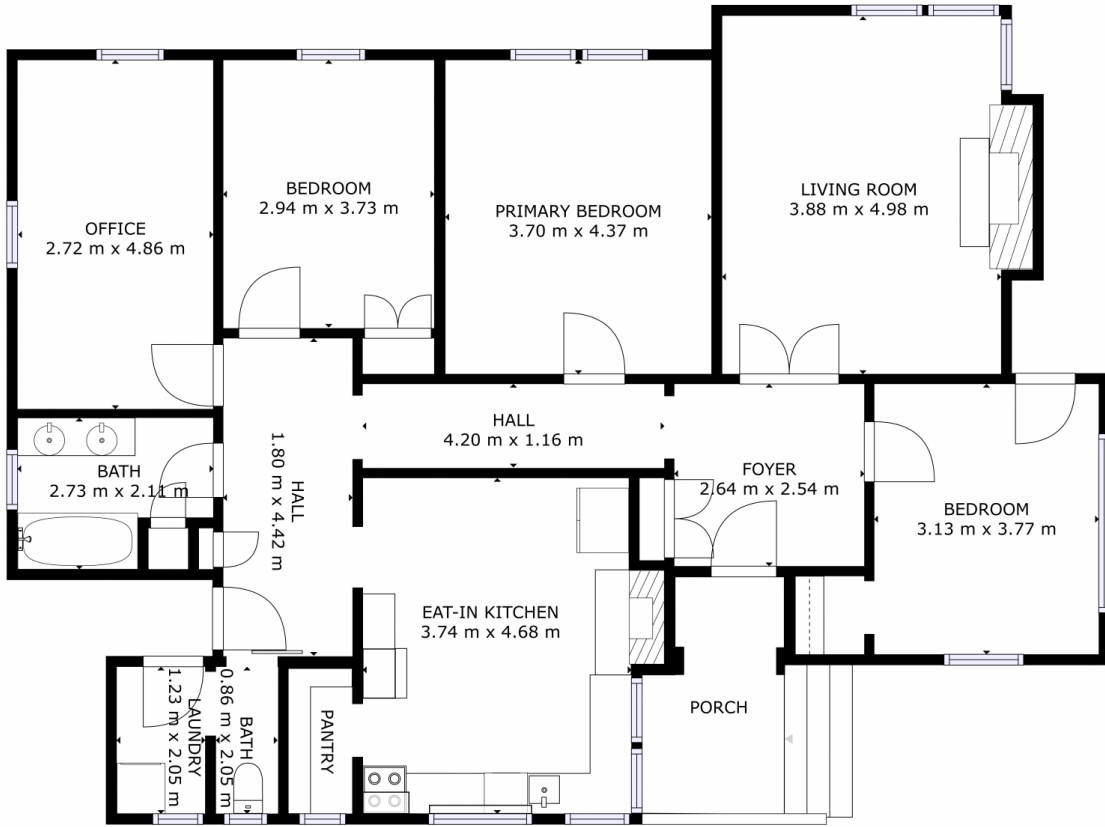 LIVING ROOM
3.88 m x 4.98 m
BEDROOM
2.94 m x 3.73 m
PRIMARY BEDROOM
3.70 m x 4.37 m
OFFICE
2.72 m x 4.86 m
HALL
4.20 m x 1.16 m
BATH
2.73 m x 2.11 m
HALL
1.80 m x 4.42 m
FOYER
2.64 m x 2.54 m
BEDROOM
3.13 m x 3.77 m
EAT-IN KITCHEN
3.74 m x 4.68 m
LAUNDRY
1.23 m x 2.05 m
BATH
0.86 m x 2.05 m
PANTRY
PORCH